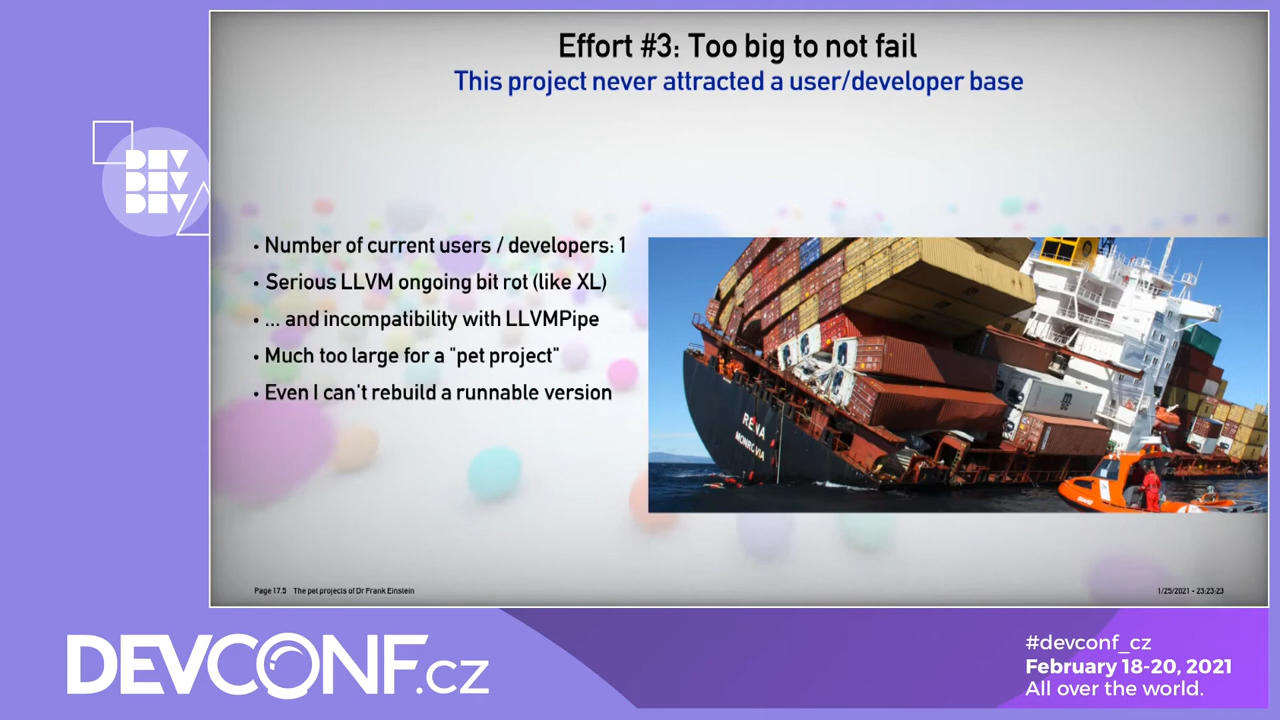 Effort #3: Too big to not fail
This project never attracted a user/developer base
DEV
DEV
DEV
• Number of current users / developers: 1
• Serious LLVM ongoing bit rot (like XL)
• ... and incompatibility with LLVMPipe
• Much too large for a "pet project"
• Even I can't rebuild a runnable version
RENA
MONROVIA
Page 17.5 The pet projects of Dr Frank Einstein
1/25/2021 - 23:23:23
DEVCONF.cz
#devconf_cz
February 18-20, 2021
All over the world.